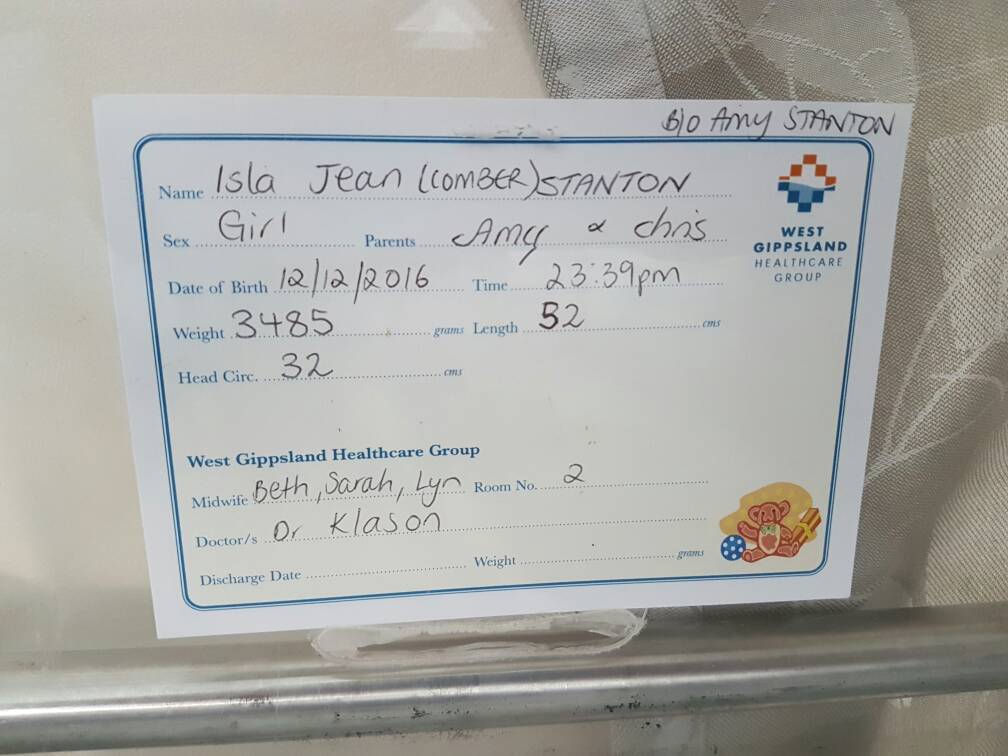 B/O Amy STANTON
Name Isla Jean (COMBER) STANTON
Sex Girl Parents Amy & Chris
Date of Birth 12/12/2016 Time 23:39pm
Weight 3485 grams Length 52 cms
Head Circ. 32 cms
WEST
GIPPSLAND
HEALTHCARE
GROUP
West Gippsland Healthcare Group
Midwife Beth, Sarah, Lyn Room No. 2
Doctor/s Dr Klason
Discharge Date Weight grams